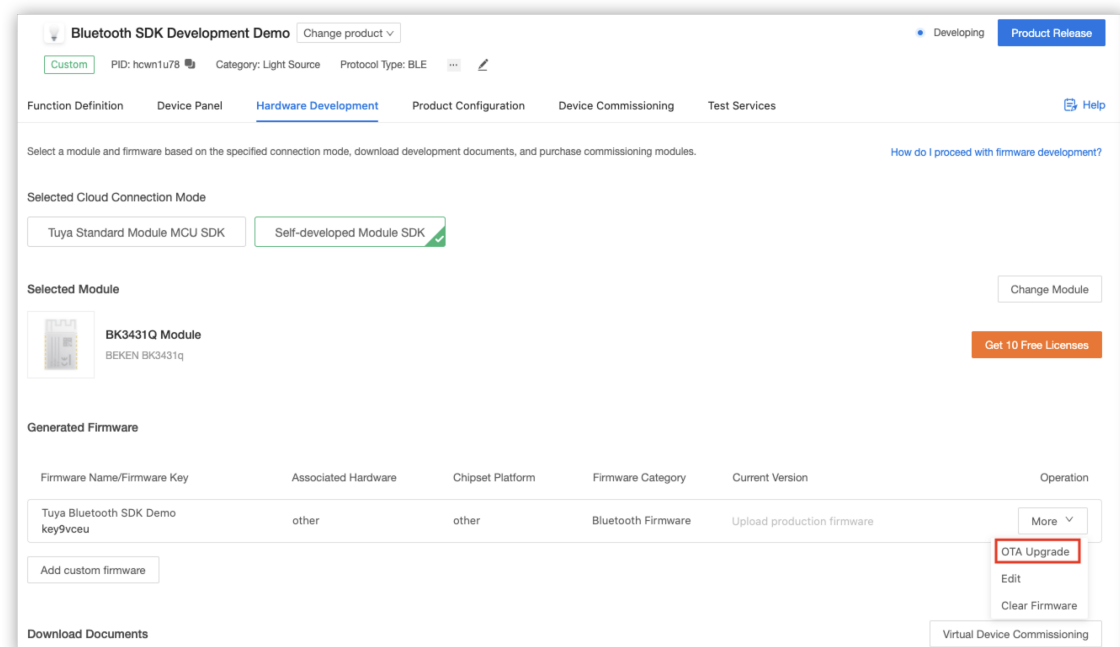 Bluetooth SDK Development Demo Change product
Developing Product Release
Custom PID: hcwn1u78 Category: Light Source Protocol Type: BLE ...
Function Definition Device Panel Hardware Development Product Configuration Device Commissioning Test Services Help
Select a module and firmware based on the specified connection mode, download development documents, and purchase commissioning modules. How do I proceed with firmware development?
Selected Cloud Connection Mode
Tuya Standard Module MCU SDK Self-developed Module SDK
Selected Module Change Module
BK3431Q Module
BEKEN BK3431q
Get 10 Free Licenses
Generated Firmware
Firmware Name/Firmware Key Associated Hardware Chipset Platform Firmware Category Current Version Operation
Tuya Bluetooth SDK Demo
key9vceu
other other Bluetooth Firmware Upload production firmware More
OTA Upgrade
Edit
Clear Firmware
Add custom firmware
Download Documents Virtual Device Commissioning